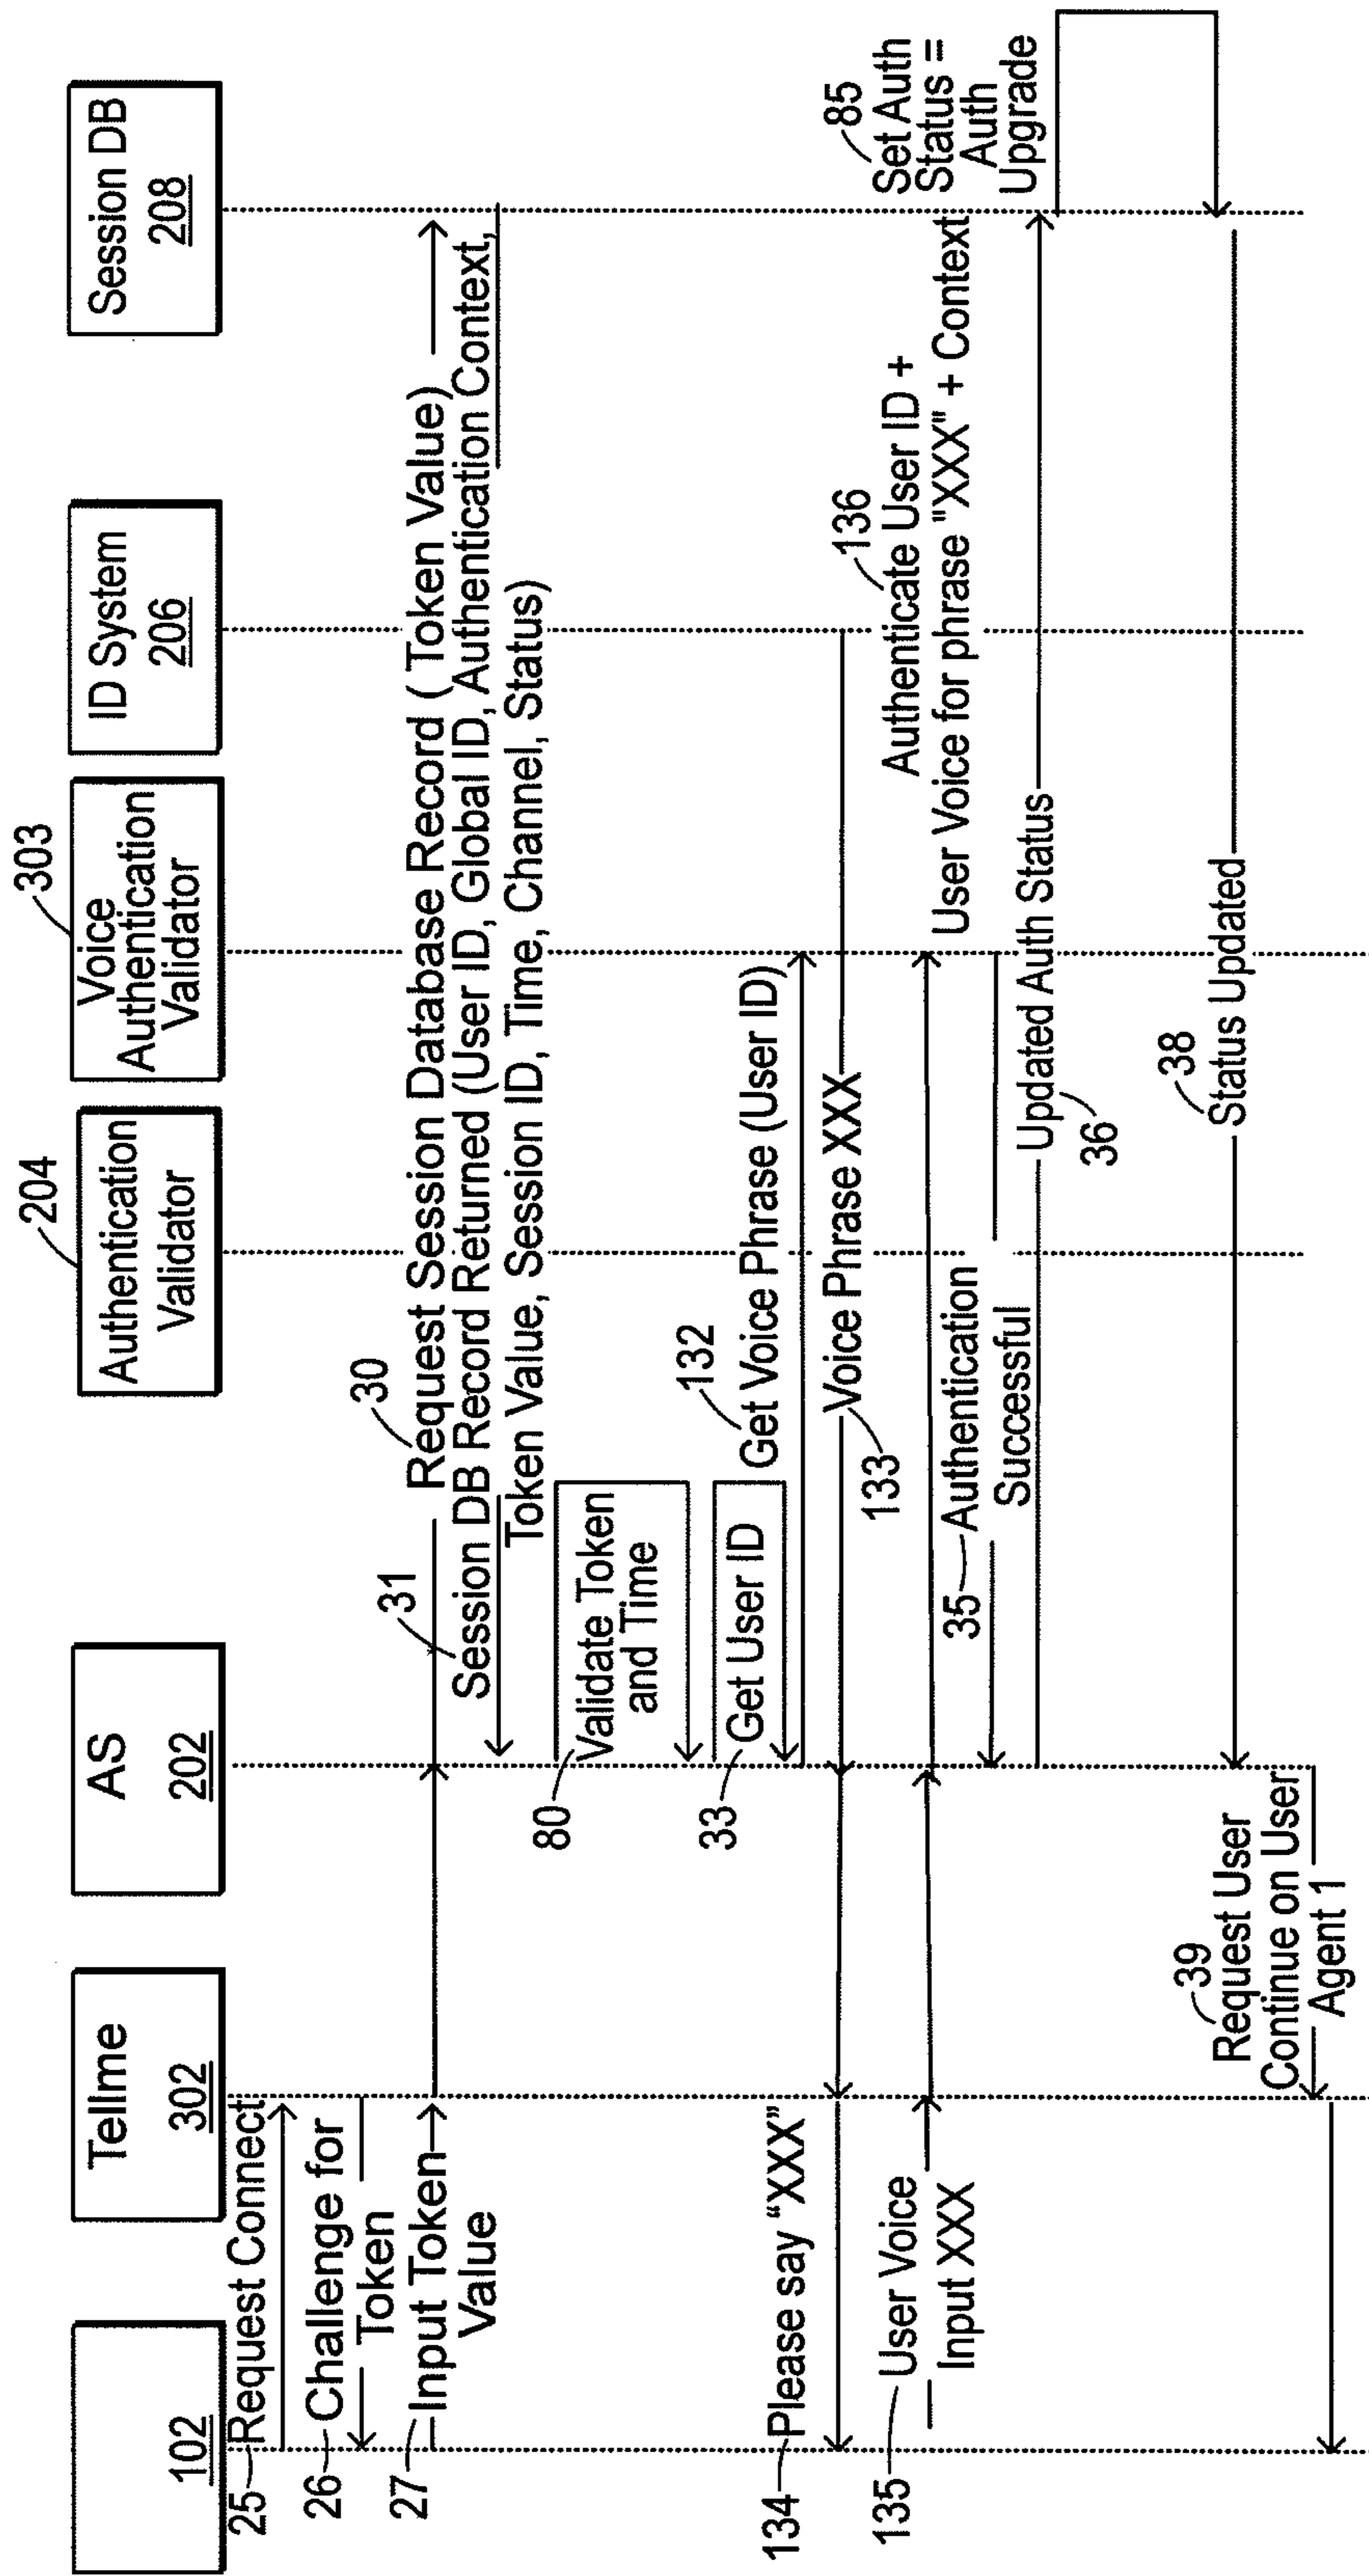 102
Tellme
302
AS
202
204
Authentication
Validator
303
Voice
Authentication
Validator
ID System
206
Session DB
208
25
Request Connect
26
Challenge for
Token
27
Input Token
Value
30
Request Session Database Record ( Token Value)
31
Session DB Record Returned (User ID, Global ID, Authentication Context,
Token Value, Session ID, Time, Channel, Status)
80
Validate Token
and Time
33
Get User ID
132
Get Voice Phrase (User ID)
Voice Phrase XXX
133
134
Please say “XXX”
135
User Voice
Input XXX
136
Authenticate User ID +
User Voice for phrase "XXX" + Context
35
Authentication
Successful
Updated Auth Status
36
85
Set Auth
Status =
Auth
Upgrade
38
Status Updated
39
Request User
Continue on User
Agent 1